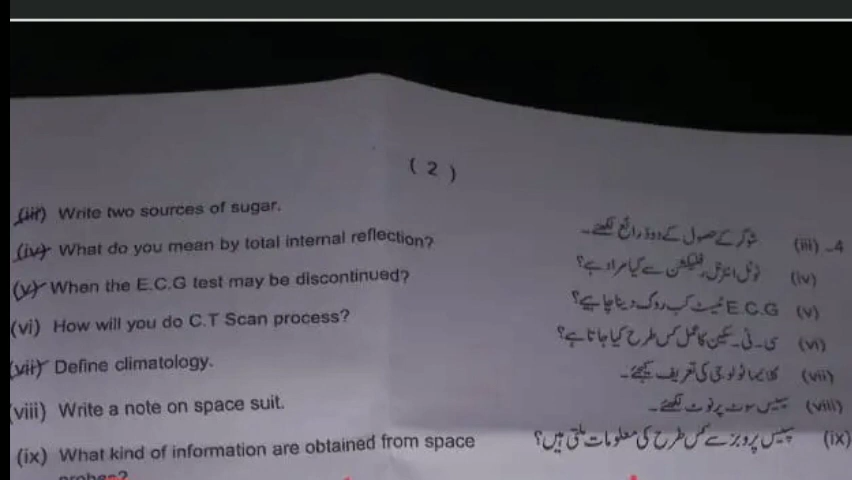 ( 2 )
(iii) Write two sources of sugar.
4- (iii) شوگر کے حصول کے دو ذرائع لکھئے۔
(iv) What do you mean by total internal reflection?
(iv) ٹوٹل انٹرنل رفلیکشن سے کیا مراد ہے؟
(v) When the E.C.G test may be discontinued?
(v) E.C.G ٹیسٹ کب روک دینا چاہیے؟
(vi) How will you do C.T Scan process?
(vi) سی۔ٹی۔سکین کا عمل کس طرح کیا جاتا ہے؟
(vii) Define climatology.
(vii) کلائیماٹولوجی کی تعریف کیجئے۔
(viii) Write a note on space suit.
(viii) سپیس سوٹ پر نوٹ لکھئے۔
(ix) What kind of information are obtained from space
(ix) سپیس پروبز سے کس طرح کی معلومات ملتی ہیں؟
probes?